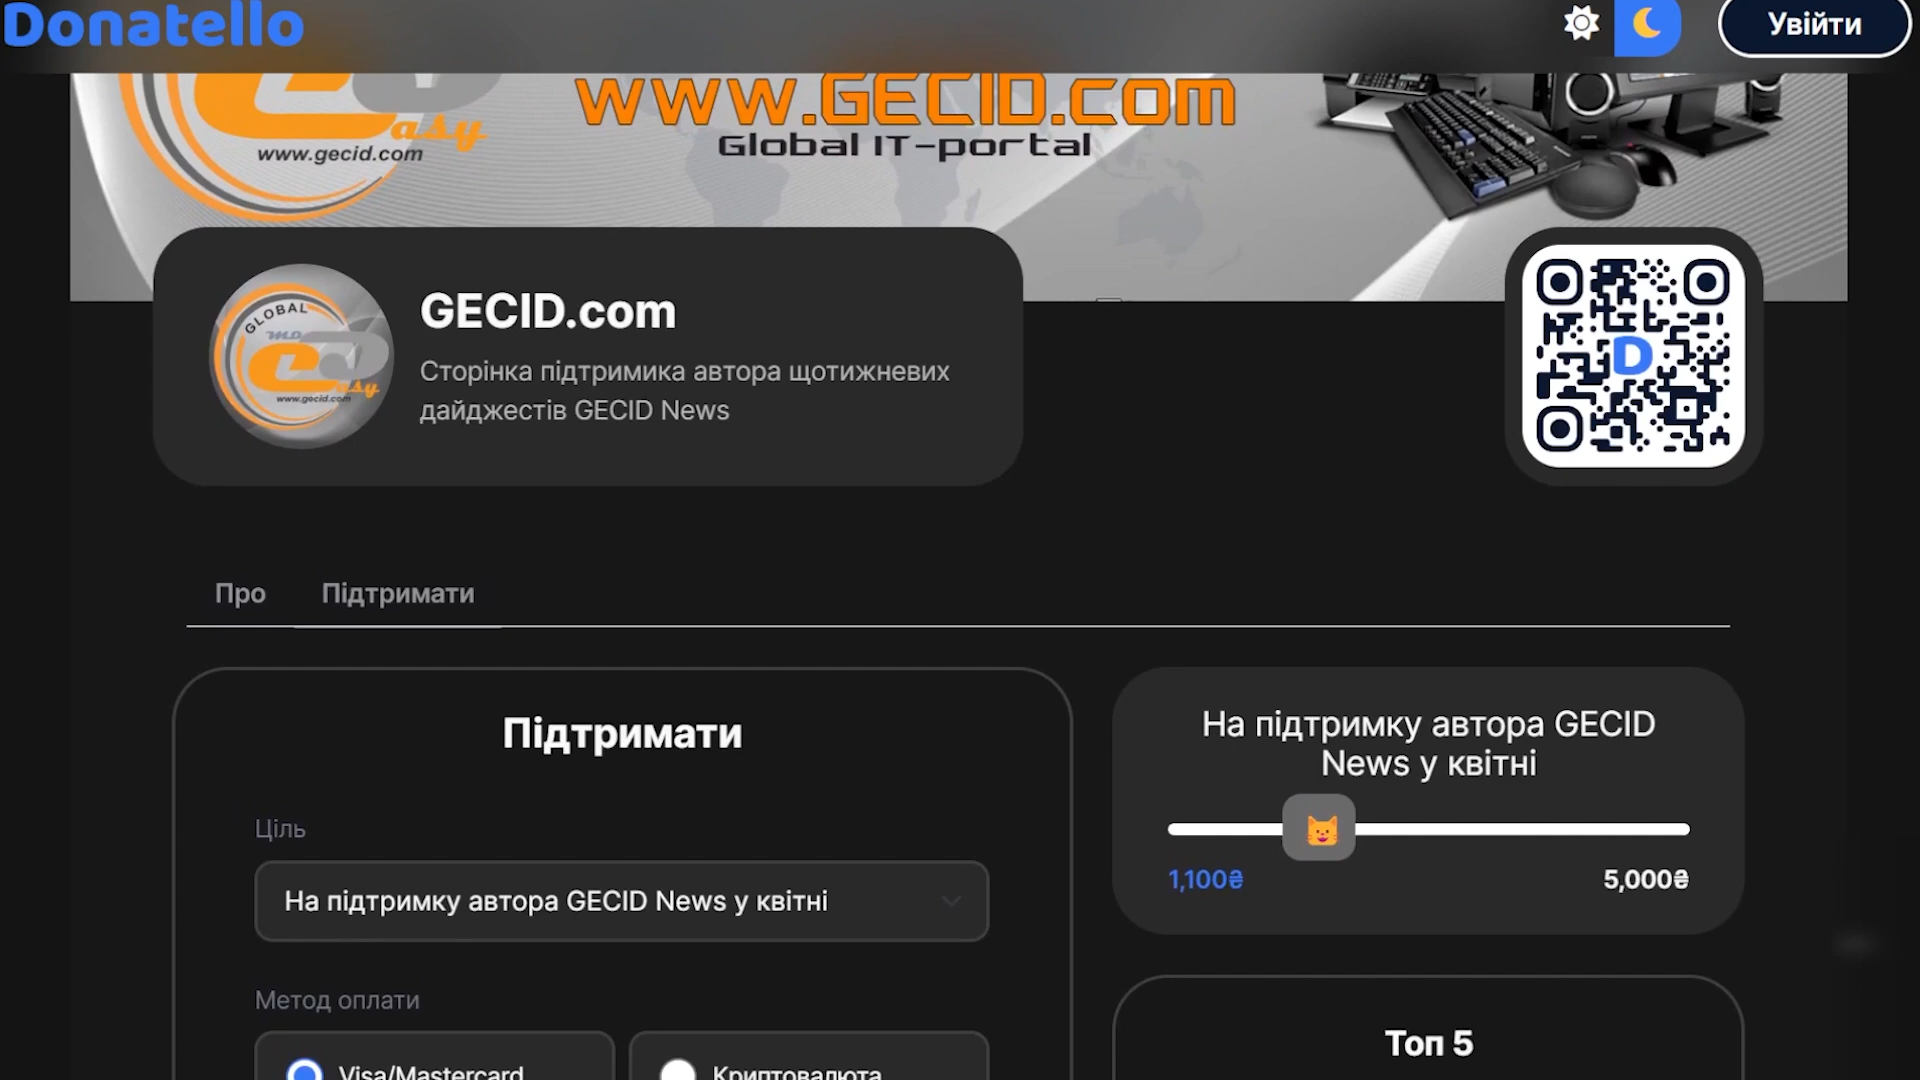 Donatello
Увійти
www.GECID.com
Global IT-portal
asy
www.gecid.com
GLOBAL
asy
www.gecid.com
GECID.com
Сторінка підтримика автора щотижневих
дайджестів GECID News
D
Про
Підтримати
Підтримати
Ціль
На підтримку автора GECID News у квітні
Метод оплати
Visa/Mastercard
Криптовалюта
На підтримку автора GECID
News у квітні
1,100₴
5,000₴
Топ 5